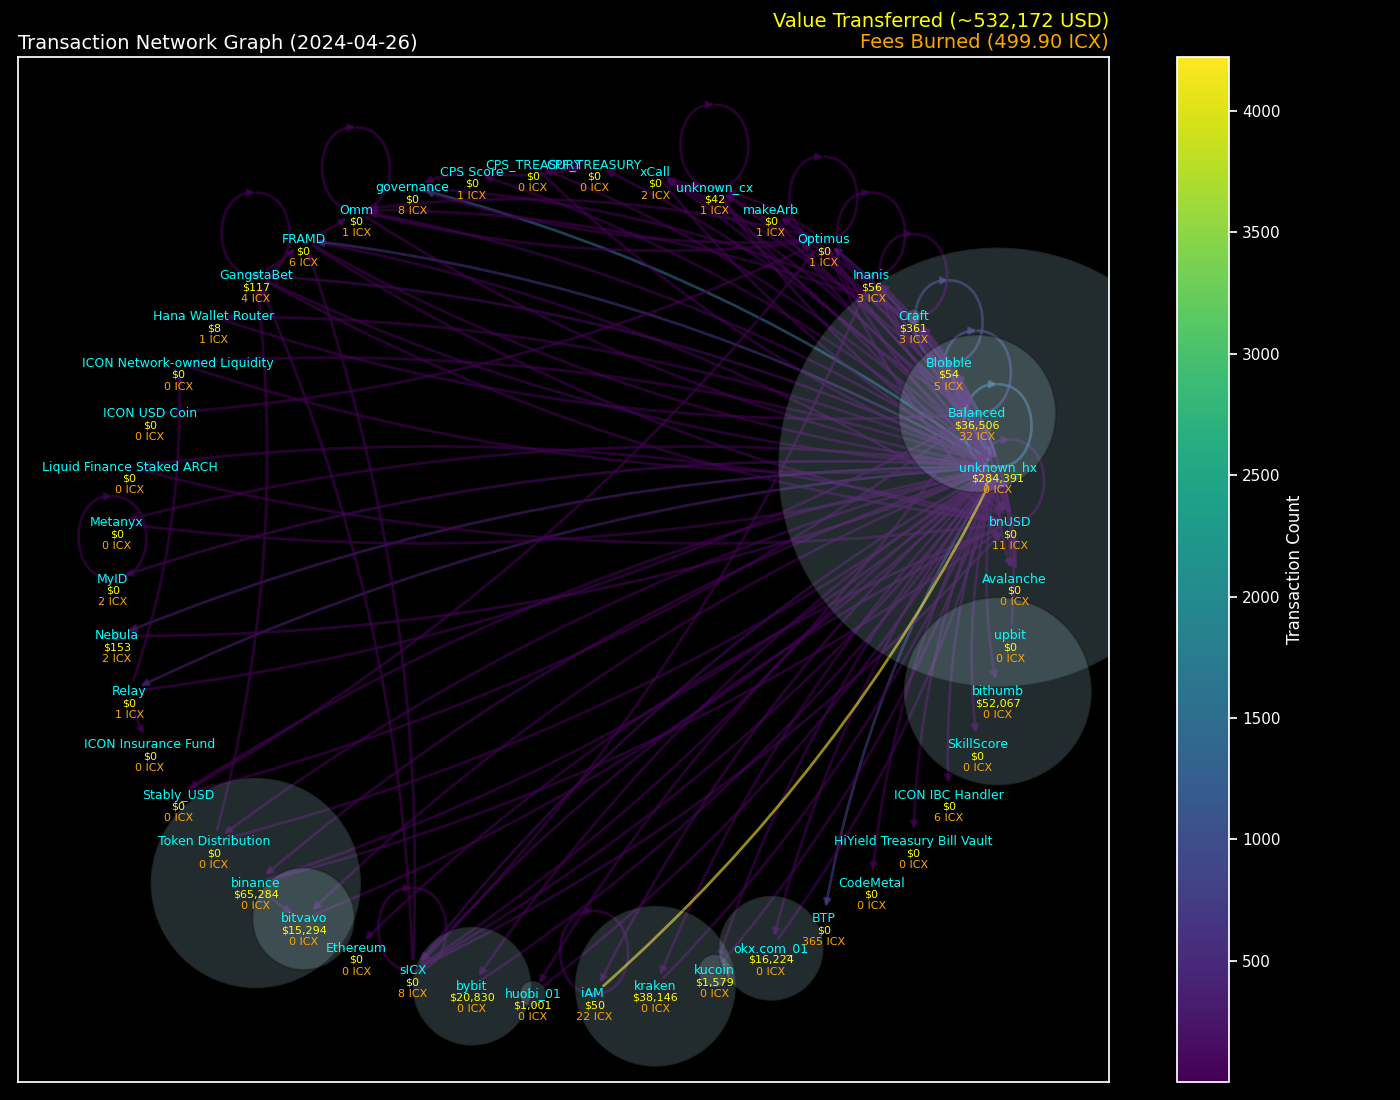 Value Transferred (~532,172 USD)
Transaction Network Graph (2024-04-26)
Fees Burned (499.90 ICX)
CPS Score
$0
1 ICX
CPS_TREASURY
$0
0 ICX
CPF_TREASURY
$0
0 ICX
xCall
$0
2 ICX
governance
$0
8 ICX
unknown_cx
$42
1 ICX
Omm
$0
1 ICX
makeArb
$0
1 ICX
FRAMD
$0
6 ICX
Optimus
$0
1 ICX
GangstaBet
$117
4 ICX
Inanis
$56
3 ICX
Hana Wallet Router
$8
1 ICX
Craft
$361
3 ICX
ICON Network-owned Liquidity
$0
0 ICX
Blobble
$54
5 ICX
ICON USD Coin
$0
0 ICX
Balanced
$36,506
32 ICX
Liquid Finance Staked ARCH
$0
0 ICX
unknown_hx
$284,391
0 ICX
Metanyx
$0
0 ICX
bnUSD
$0
11 ICX
MyID
$0
2 ICX
Avalanche
$0
0 ICX
Nebula
$153
2 ICX
upbit
$0
0 ICX
Relay
$0
1 ICX
bithumb
$52,067
0 ICX
ICON Insurance Fund
$0
0 ICX
SkillScore
$0
0 ICX
Stably_USD
$0
0 ICX
ICON IBC Handler
$0
6 ICX
Token Distribution
$0
0 ICX
HiYield Treasury Bill Vault
$0
0 ICX
binance
$65,284
0 ICX
CodeMetal
$0
0 ICX
bitvavo
$15,294
0 ICX
BTP
$0
365 ICX
Ethereum
$0
0 ICX
okx.com_01
$16,224
0 ICX
sICX
$0
8 ICX
kucoin
$1,579
0 ICX
bybit
$20,830
0 ICX
huobi_01
$1,001
0 ICX
iAM
$50
22 ICX
kraken
$38,146
0 ICX
4000
3500
3000
2500
2000
1500
1000
500
Transaction Count